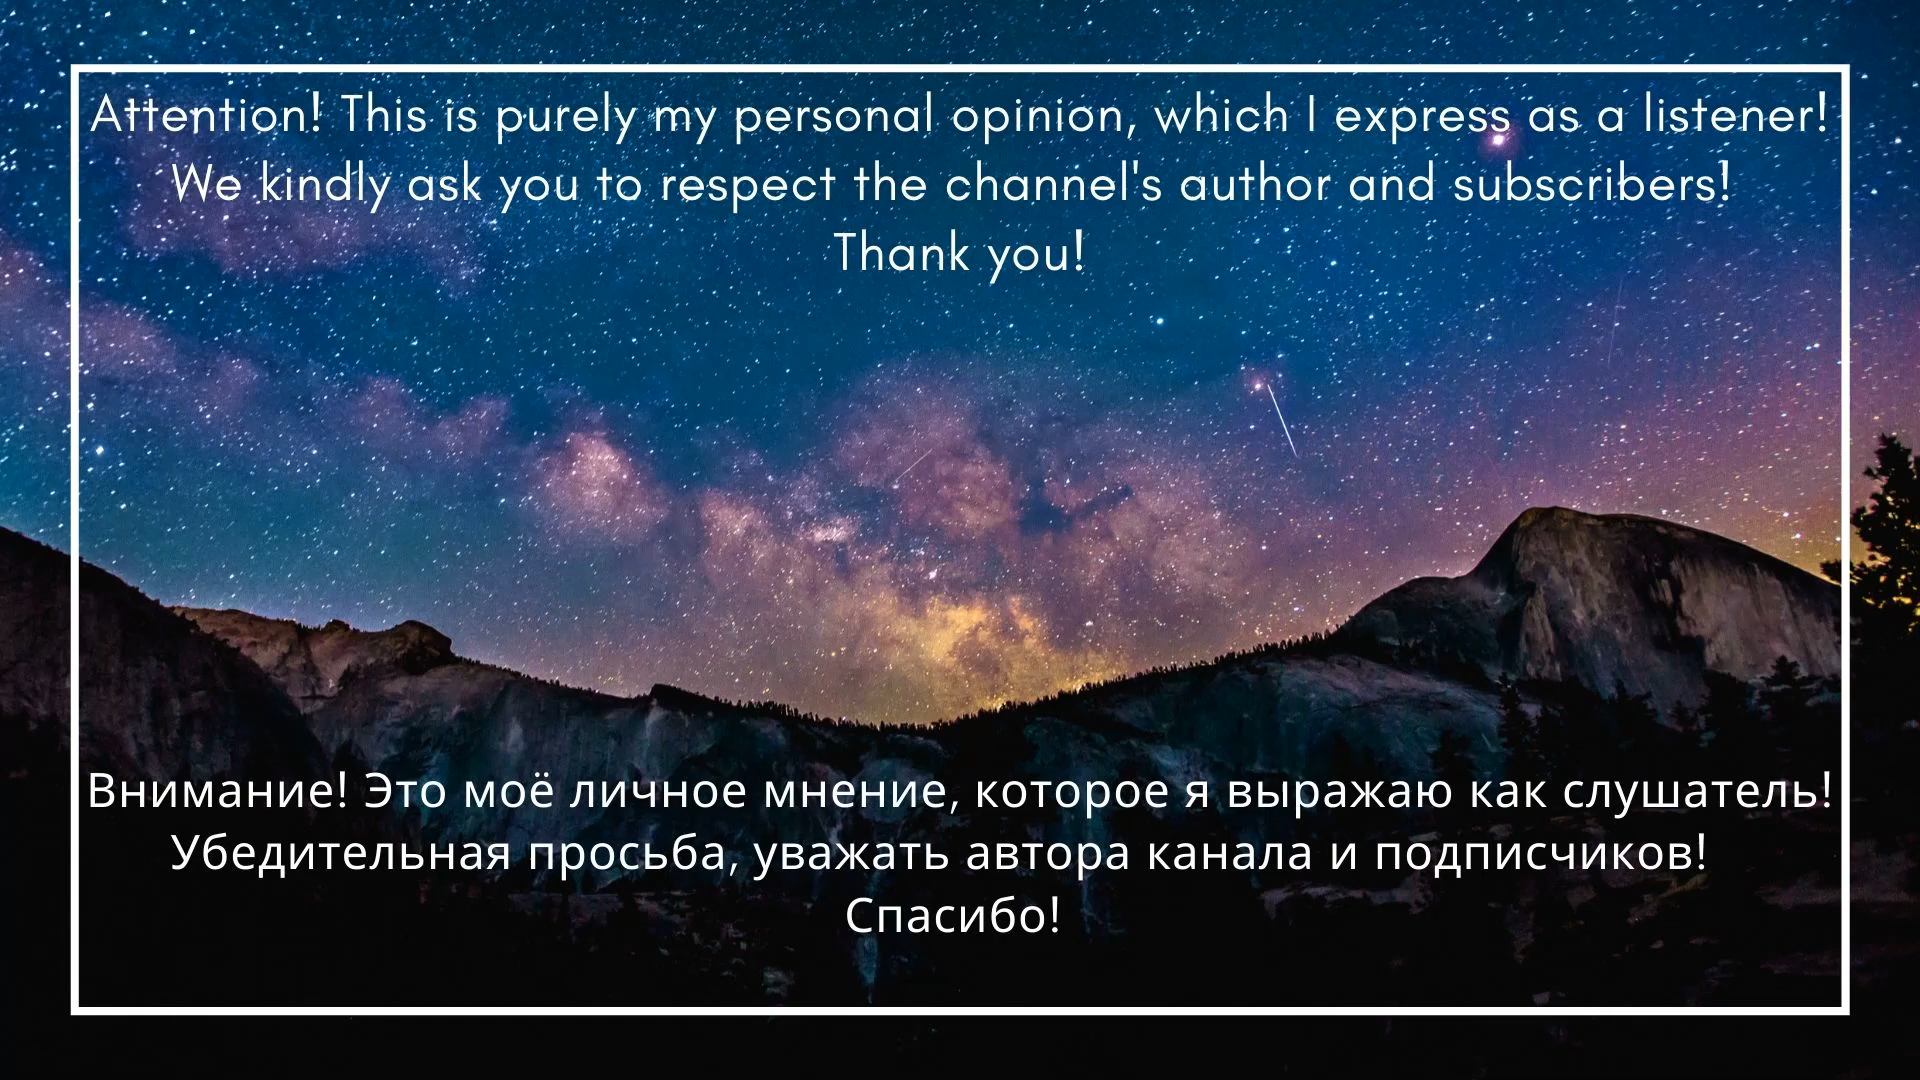 Attention! This is purely my personal opinion, which I express as a listener!
We kindly ask you to respect the channel's author and subscribers!
Thank you!
Внимание! Это моё личное мнение, которое я выражаю как слушатель!
Убедительная просьба, уважать автора канала и подписчиков!
Спасибо!